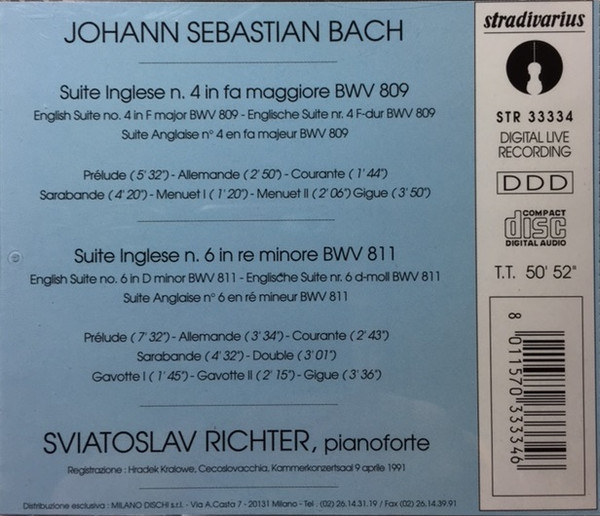 JOHANN SEBASTIAN BACH
Suite Inglese n. 4 in fa maggiore BWV 809
English Suite no. 4 in F major BWV 809 - Englische Suite nr. 4 F-dur BWV 809
Suite Anglaise n° 4 en fa majeur BWV 809
Prélude ( 5' 32") - Allemande ( 2' 50") - Courante ( 1' 44")
Sarabande ( 4' 20") - Menuet I ( 1' 20") - Menuet II ( 2' 06") Gigue ( 3' 50")
Suite Inglese n. 6 in re minore BWV 811
English Suite no. 6 in D minor BWV 811 - Englische Suite nr. 6 d-moll BWV 811
Suite Anglaise n° 6 en ré mineur BWV 811
Prélude ( 7' 32") - Allemande ( 3' 34") - Courante ( 2' 43")
Sarabande ( 4' 32") - Double ( 3' 01")
Gavotte I ( 1' 45") - Gavotte II ( 2' 15") - Gigue ( 3' 36")
SVIATOSLAV RICHTER, pianoforte
Registrazione : Hradek Kralowe, Cecoslovacchia, Kammerkonzertsaal 9 aprile 1991
Distribuzione esclusiva : MILANO DISCHI s.r.l. - Via A.Casta 7 - 20131 Milano - Tel . (02) 26.14.31.19 / Fax (02) 26.14.39.91
stradivarius
STR 33334
DIGITAL LIVE
RECORDING
DDD
COMPACT
disc
DIGITAL AUDIO
T.T. 50' 52"
8 011570 333346